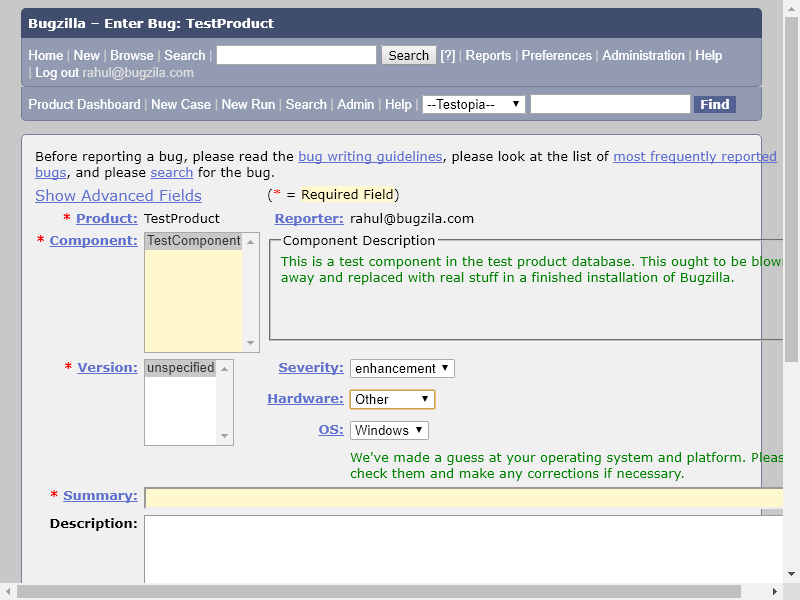 Bugzilla – Enter Bug: TestProduct
Home | New | Browse | Search | Search [?] | Reports | Preferences | Administration | Help
| Log out rahul@bugzila.com
Product Dashboard | New Case | New Run | Search | Admin | Help | --Testopia-- Find
Before reporting a bug, please read the bug writing guidelines, please look at the list of most frequently reported
bugs, and please search for the bug.
Show Advanced Fields (* = Required Field)
* Product: TestProduct Reporter: rahul@bugzila.com
* Component: TestComponent Component Description
This is a test component in the test product database. This ought to be blown
away and replaced with real stuff in a finished installation of Bugzilla.
* Version: unspecified Severity: enhancement
Hardware: Other
OS: Windows
We've made a guess at your operating system and platform. Pleas
check them and make any corrections if necessary.
* Summary:
Description: